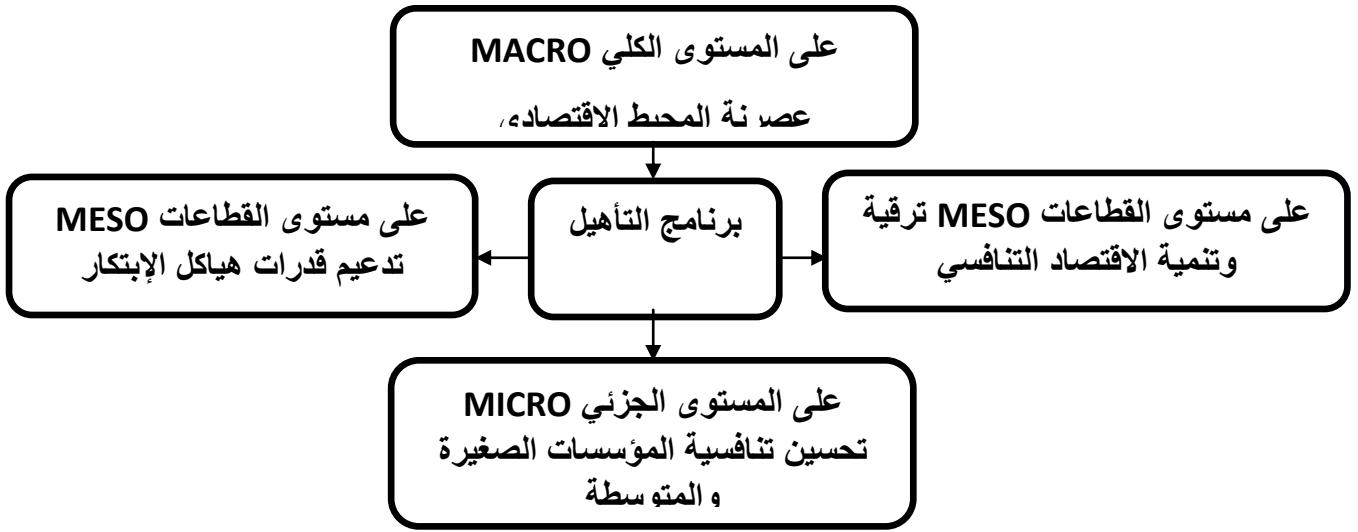 على المستوى الكلي MACRO
عصرنة المحيط الاقتصادي
على مستوى القطاعات MESO ترقية
وتنمية الاقتصاد التنافسي
برنامج التأهيل
على مستوى القطاعات MESO
تدعيم قدرات هياكل الإبتكار
على المستوى الجزئي MICRO
تحسين تنافسية المؤسسات الصغيرة
والمتوسطة